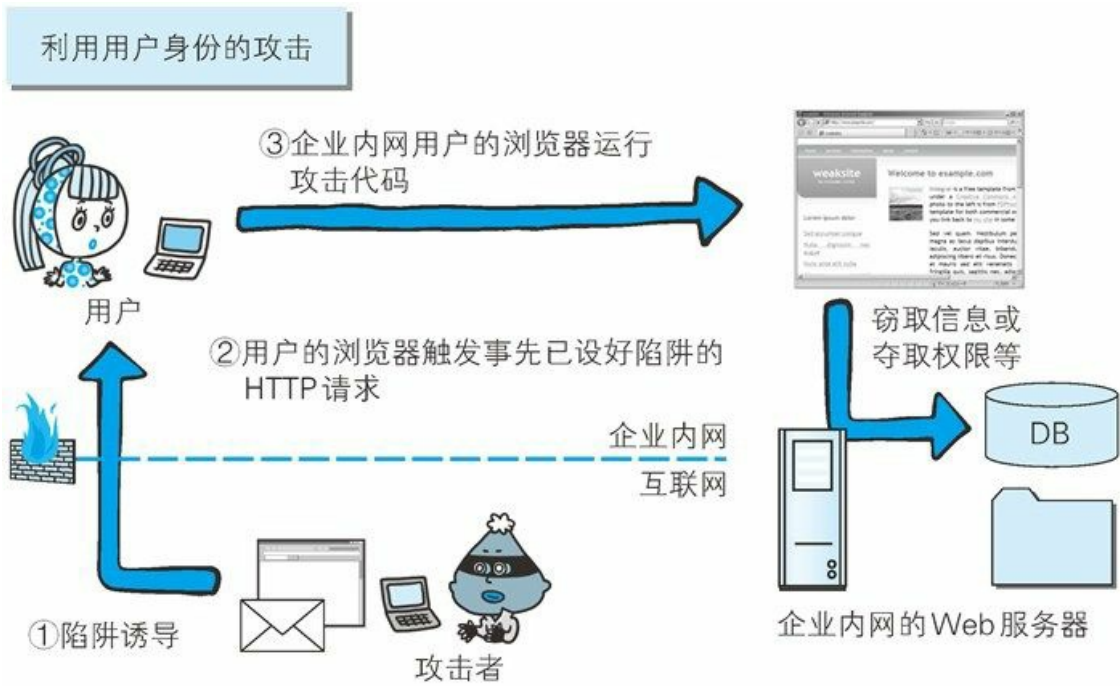 利用用户身份的攻击
③企业内网用户的浏览器运行
攻击代码
weaksite
Welcome to example.com
用户
②用户的浏览器触发事先已设好陷阱的
HTTP请求
窃取信息或
夺取权限等
DB
企业内网
互联网
①陷阱诱导
攻击者
企业内网的Web服务器